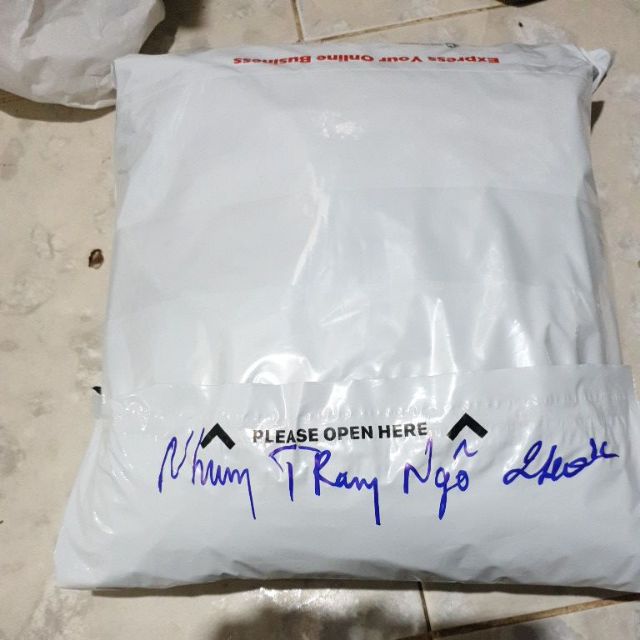 Express Your Online Business
PLEASE OPEN HERE
Nhung TRang Ngô